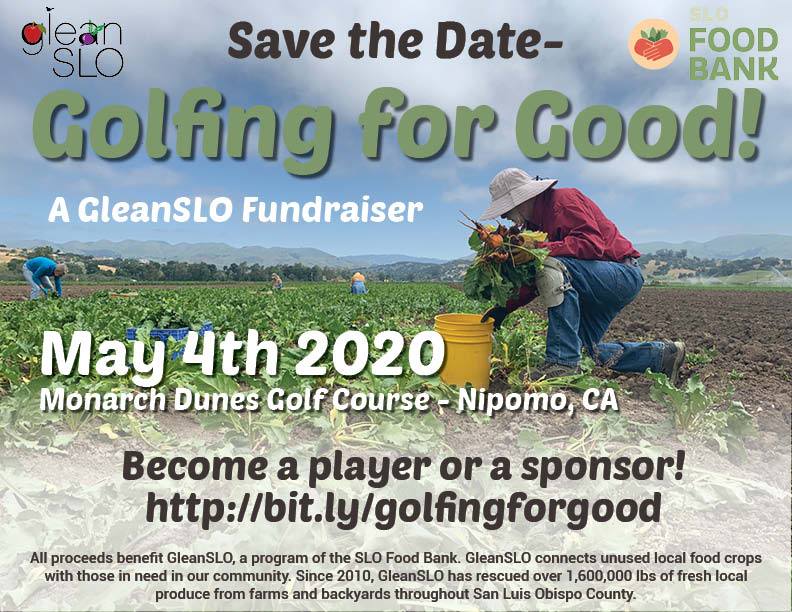 glean
SLO
Save the Date-
SLO
FOOD
BANK
Golfing for Good!
A GleanSLO Fundraiser
May 4th 2020
Monarch Dunes Golf Course - Nipomo, CA
Become a player or a sponsor!
http://bit.ly/golfingforgood
All proceeds benefit GleanSLO, a program of the SLO Food Bank. GleanSLO connects unused local food crops
with those in need in our community. Since 2010, GleanSLO has rescued over 1,600,000 lbs of fresh local
produce from farms and backyards throughout San Luis Obispo County.